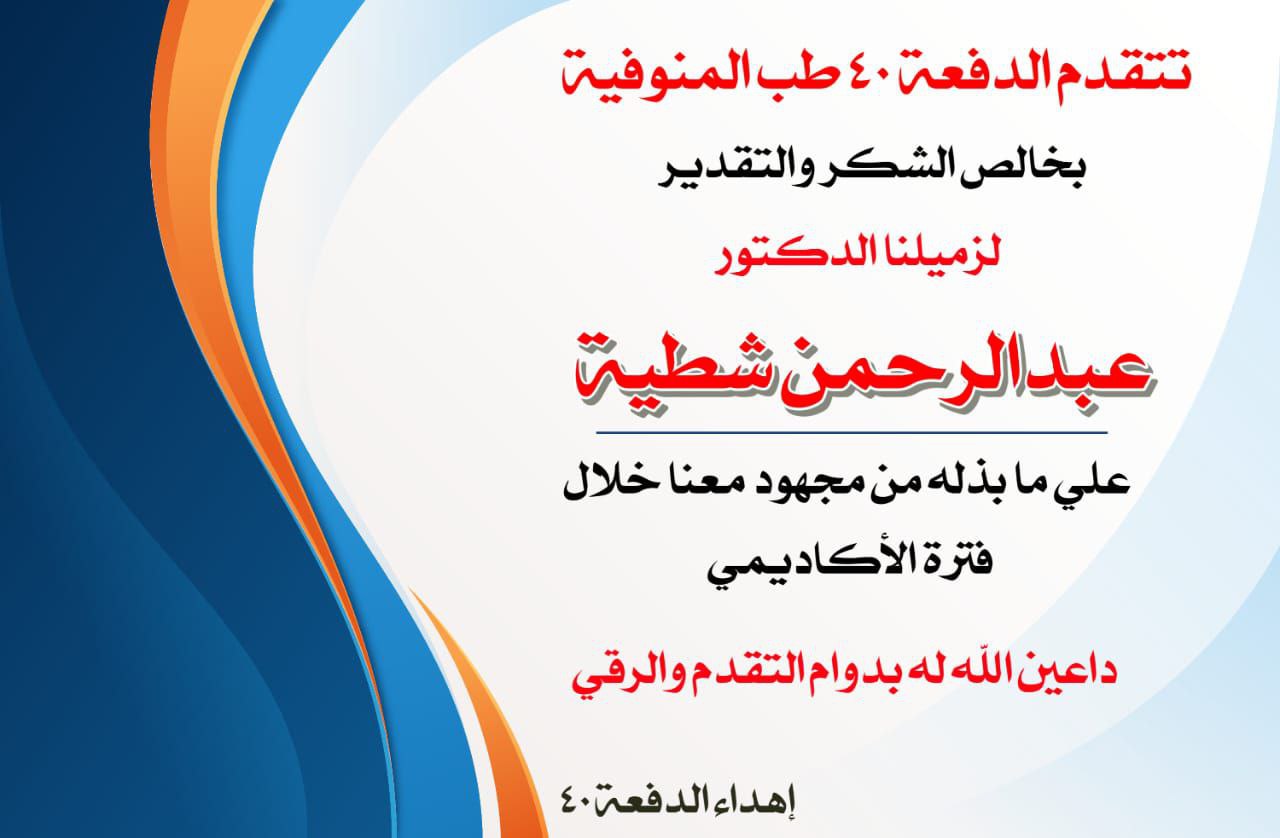 تتقدم الدفعة ٤٠ طب المنوفية
بخالص الشكر والتقدير
لزميلنا الدكتور
عبدالرحمن شطية
علي ما بذله من مجهود معنا خلال
فترة الأكاديمي
داعين الله له بدوام التقدم والرقي
إهداء الدفعة ٤٠